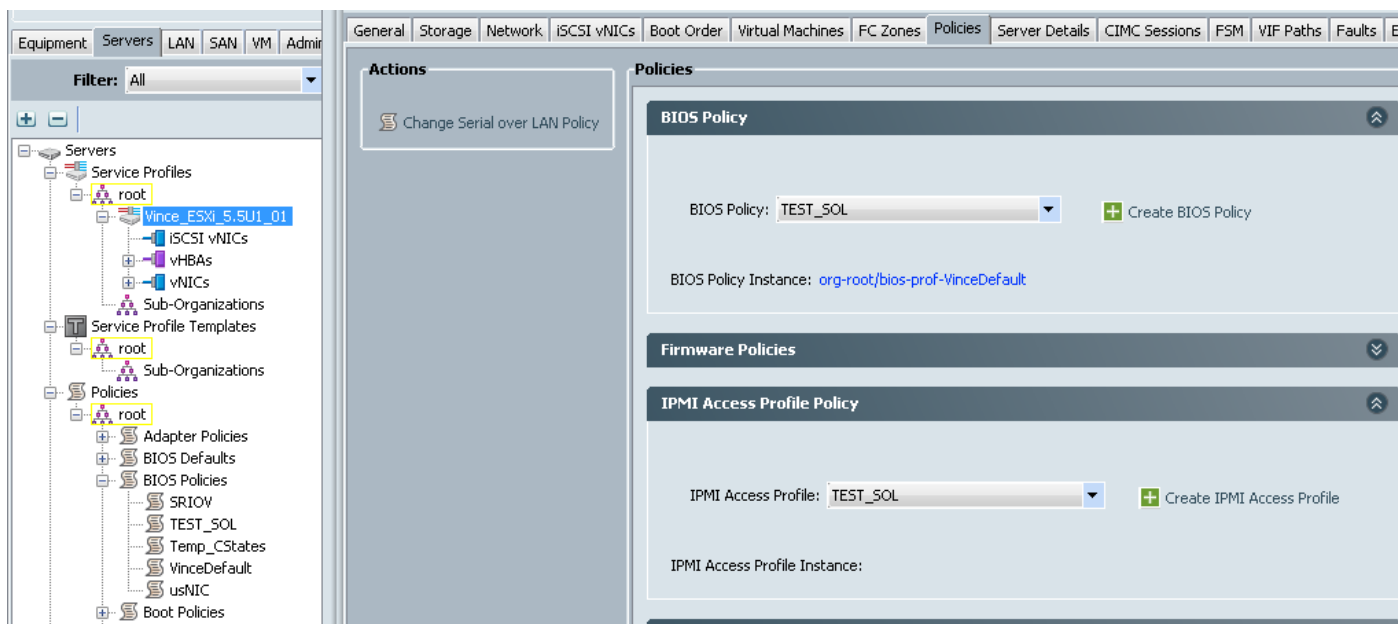 Equipment Servers LAN SAN VM Admin
Filter: All
Servers
Service Profiles
root
Vince_ESXi_5.5U1_01
iSCSI vNICs
vHBAs
vNICs
Sub-Organizations
Service Profile Templates
root
Sub-Organizations
Policies
root
Adapter Policies
BIOS Defaults
BIOS Policies
SRIOV
TEST_SOL
Temp_CStates
VinceDefault
usNIC
Boot Policies
General Storage Network iSCSI vNICs Boot Order Virtual Machines FC Zones Policies Server Details CIMC Sessions FSM VIF Paths Faults
Actions
Change Serial over LAN Policy
Policies
BIOS Policy
BIOS Policy: TEST_SOL Create BIOS Policy
BIOS Policy Instance: org-root/bios-prof-VinceDefault
Firmware Policies
IPMI Access Profile Policy
IPMI Access Profile: TEST_SOL Create IPMI Access Profile
IPMI Access Profile Instance: